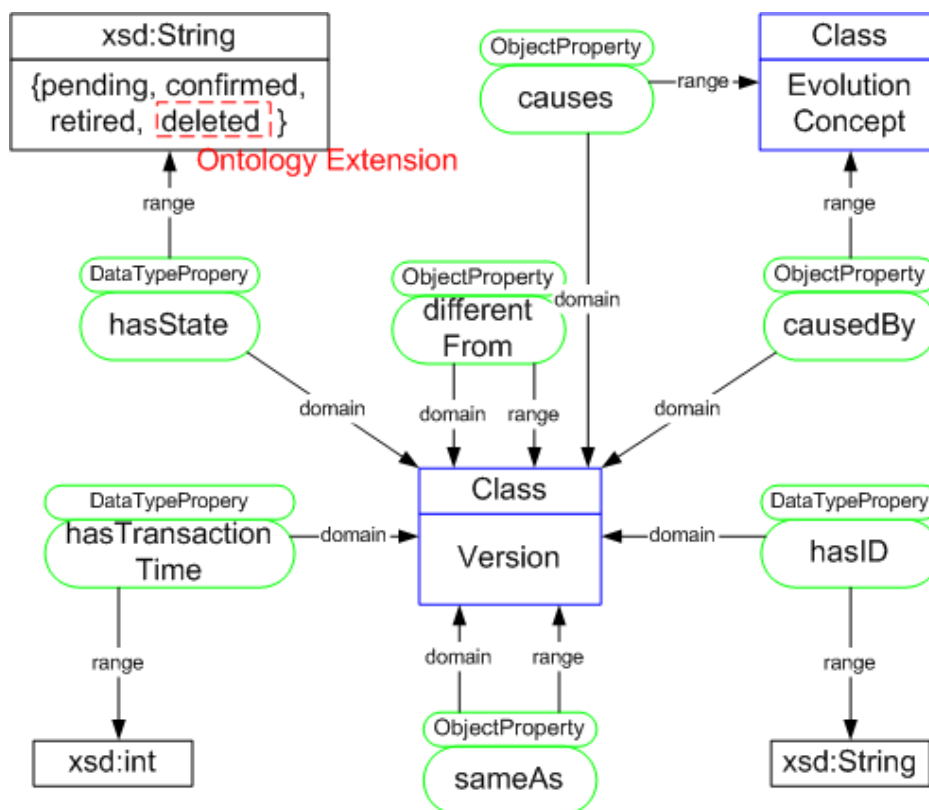 xsd:String
{pending, confirmed,
retired, deleted }
Ontology Extension
range
DataTypePropery
hasState
domain
ObjectProperty
causes
range
domain
Class
Evolution
Concept
range
ObjectProperty
causedBy
domain
ObjectProperty
different
From
domain
range
Class
Version
DataTypePropery
hasTransaction
Time
domain
range
xsd:int
DataTypePropery
hasID
domain
range
xsd:String
domain
range
ObjectProperty
sameAs